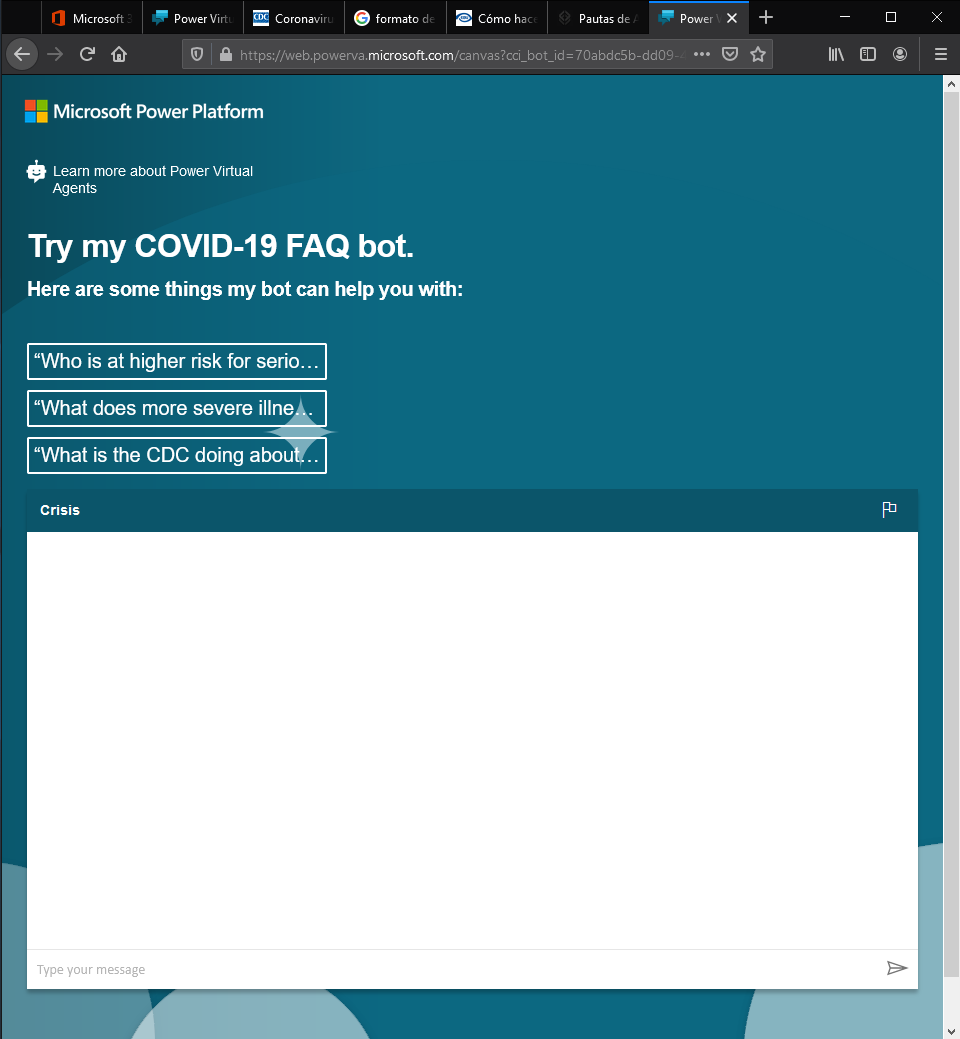 Microsoft 3
Power Virtu
Coronaviru
formato de
Cómo hace
Pautas de A
Power V
https://web.powerva.microsoft.com/canvas?cci_bot_id=70abdc5b-dd09-4
Microsoft Power Platform
Learn more about Power Virtual
Agents
Try my COVID-19 FAQ bot.
Here are some things my bot can help you with:
“Who is at higher risk for serio…
“What does more severe illne…
“What is the CDC doing about…
Crisis
Type your message